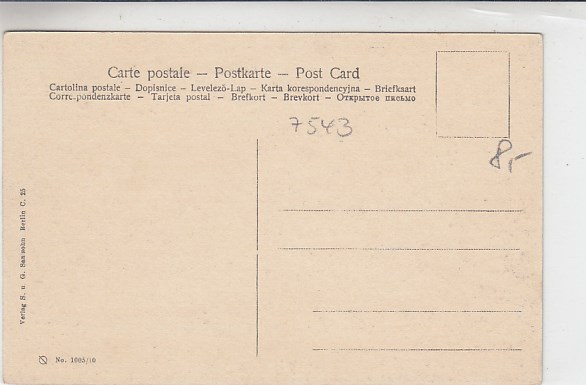 Carte postale – Postkarte – Post Card
Cartolina postale – Dopisnice – Levelező-Lap – Karta korespondencyjna – Briefkaart
Correspondenzkarte – Tarjeta postal – Brefkort – Brevkort – Открытое письмо
7543
8,-
Verlag S. u. G. Saulsohn Berlin C. 25
No. 1005/10